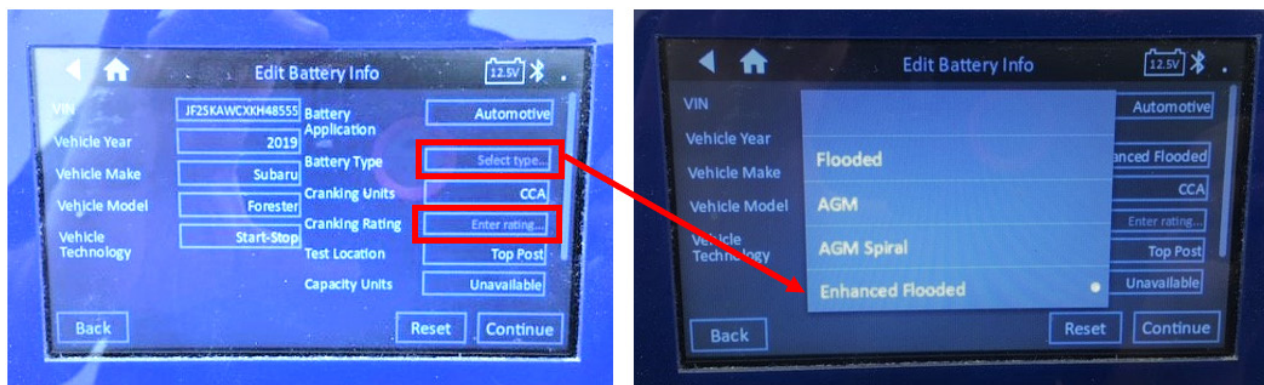 Edit Battery Info
12.5V
VIN
JF2SKAWCXKH48555
Battery Application
Automotive
Vehicle Year
2019
Battery Type
Select type...
Vehicle Make
Subaru
Cranking Units
CCA
Vehicle Model
Forester
Cranking Rating
Enter rating...
Vehicle Technology
Start-Stop
Test Location
Top Post
Capacity Units
Unavailable
Back
Reset
Continue
Edit Battery Info
12.5V
VIN
Automotive
Vehicle Year
Flooded
anced Flooded
Vehicle Make
CCA
Vehicle Model
AGM
Enter rating...
Vehicle Technology
AGM Spiral
Top Post
Enhanced Flooded
Unavailable
Back
Reset
Continue